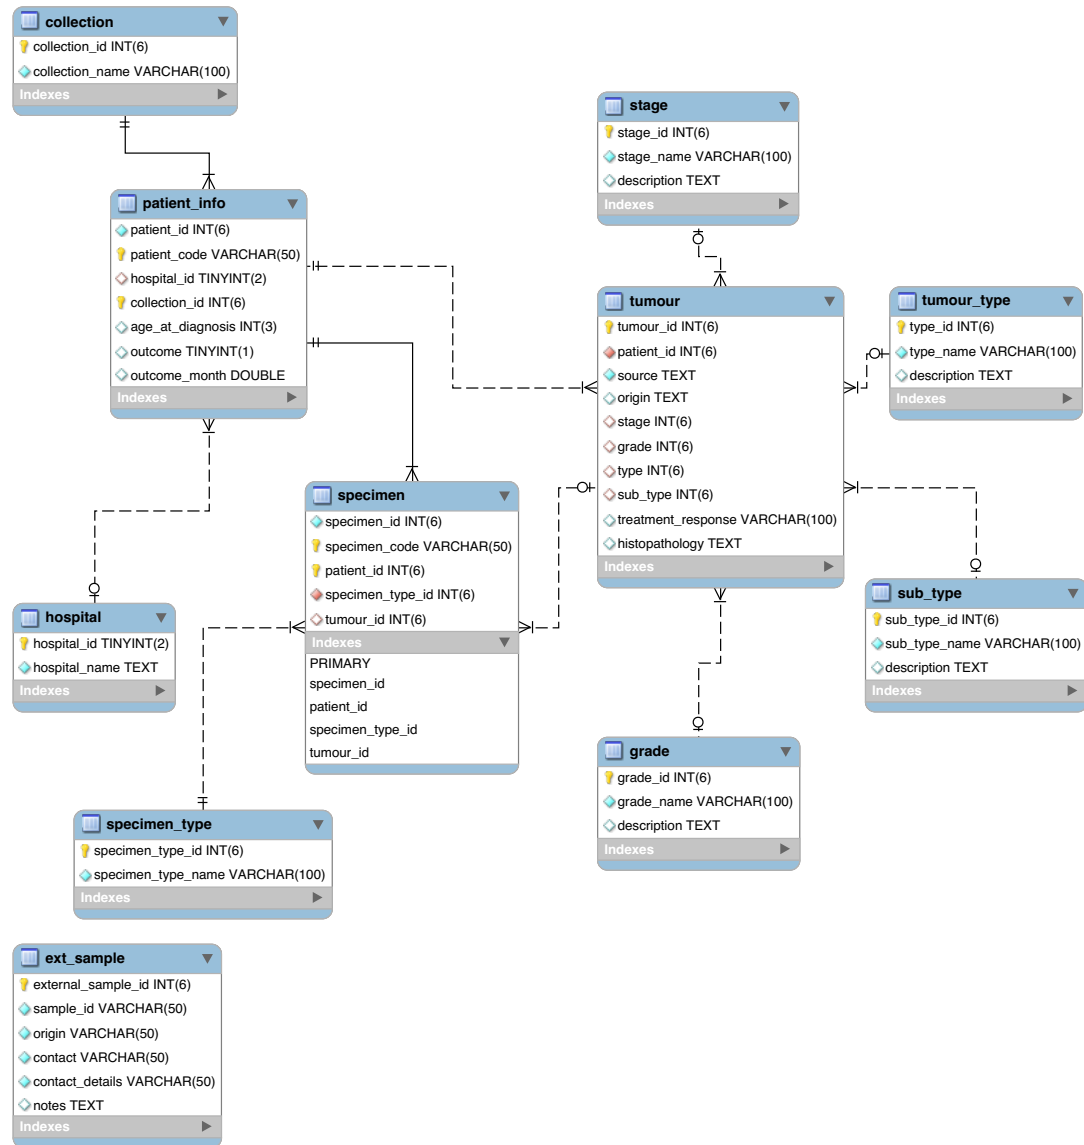 collection
collection_id INT(6)
collection_name VARCHAR(100)
Indexes
patient_info
patient_id INT(6)
patient_code VARCHAR(50)
hospital_id TINYINT(2)
collection_id INT(6)
age_at_diagnosis INT(3)
outcome TINYINT(1)
outcome_month DOUBLE
Indexes
stage
stage_id INT(6)
stage_name VARCHAR(100)
description TEXT
Indexes
tumour
tumour_id INT(6)
patient_id INT(6)
source TEXT
origin TEXT
stage INT(6)
grade INT(6)
type INT(6)
sub_type INT(6)
treatment_response VARCHAR(100)
histopathology TEXT
Indexes
tumour_type
type_id INT(6)
type_name VARCHAR(100)
description TEXT
Indexes
specimen
specimen_id INT(6)
specimen_code VARCHAR(50)
patient_id INT(6)
specimen_type_id INT(6)
tumour_id INT(6)
Indexes
PRIMARY
specimen_id
patient_id
specimen_type_id
tumour_id
hospital
hospital_id TINYINT(2)
hospital_name TEXT
Indexes
sub_type
sub_type_id INT(6)
sub_type_name VARCHAR(100)
description TEXT
Indexes
grade
grade_id INT(6)
grade_name VARCHAR(100)
description TEXT
Indexes
specimen_type
specimen_type_id INT(6)
specimen_type_name VARCHAR(100)
Indexes
ext_sample
external_sample_id INT(6)
sample_id VARCHAR(50)
origin VARCHAR(50)
contact VARCHAR(50)
contact_details VARCHAR(50)
notes TEXT
Indexes